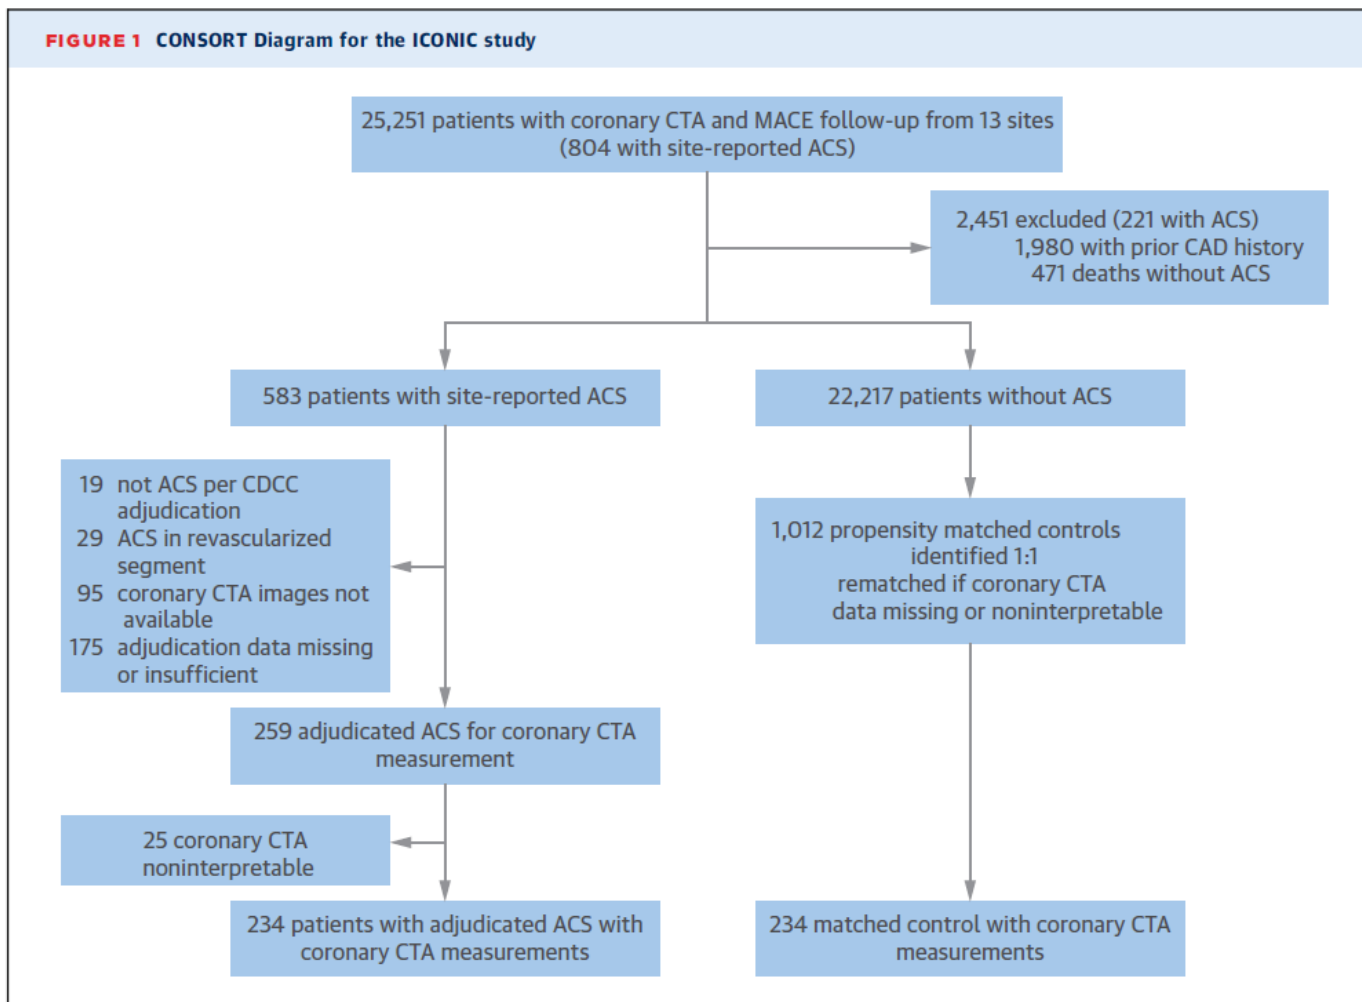 FIGURE 1 CONSORT Diagram for the ICONIC study
25,251 patients with coronary CTA and MACE follow-up from 13 sites
(804 with site-reported ACS)
2,451 excluded (221 with ACS)
1,980 with prior CAD history
471 deaths without ACS
583 patients with site-reported ACS
22,217 patients without ACS
19 not ACS per CDCC
adjudication
29 ACS in revascularized
segment
95 coronary CTA images not
available
175 adjudication data missing
or insufficient
1,012 propensity matched controls
identified 1:1
rematched if coronary CTA
data missing or noninterpretable
259 adjudicated ACS for coronary CTA
measurement
25 coronary CTA
noninterpretable
234 patients with adjudicated ACS with
coronary CTA measurements
234 matched control with coronary CTA
measurements